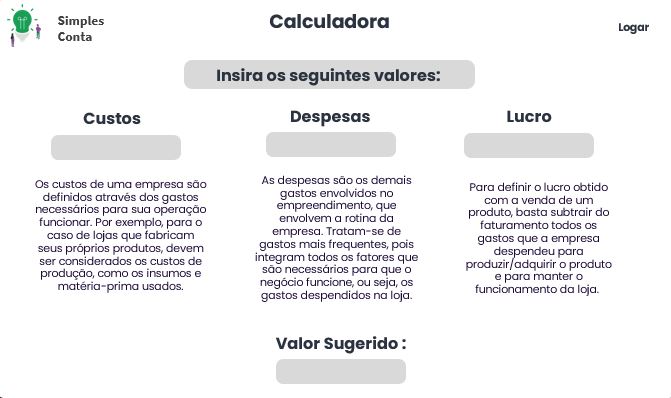 Simples
Conta
Calculadora
Logar
Insira os seguintes valores:
Custos
Os custos de uma empresa são
definidos através dos gastos
necessários para sua operação
funcionar. Por exemplo, para o
caso de lojas que fabricam
seus próprios produtos, devem
ser considerados os custos de
produção, como os insumos e
matéria-prima usados.
Despesas
As despesas são os demais
gastos envolvidos no
empreendimento, que
envolvem a rotina da
empresa. Tratam-se de
gastos mais frequentes, pois
integram todos os fatores que
são necessários para que o
negócio funcione, ou seja, os
gastos despendidos na loja.
Lucro
Para definir o lucro obtido
com a venda de um
produto, basta subtrair do
faturamento todos os
gastos que a empresa
despendeu para
produzir/adquirir o produto
e para manter o
funcionamento da loja.
Valor Sugerido :